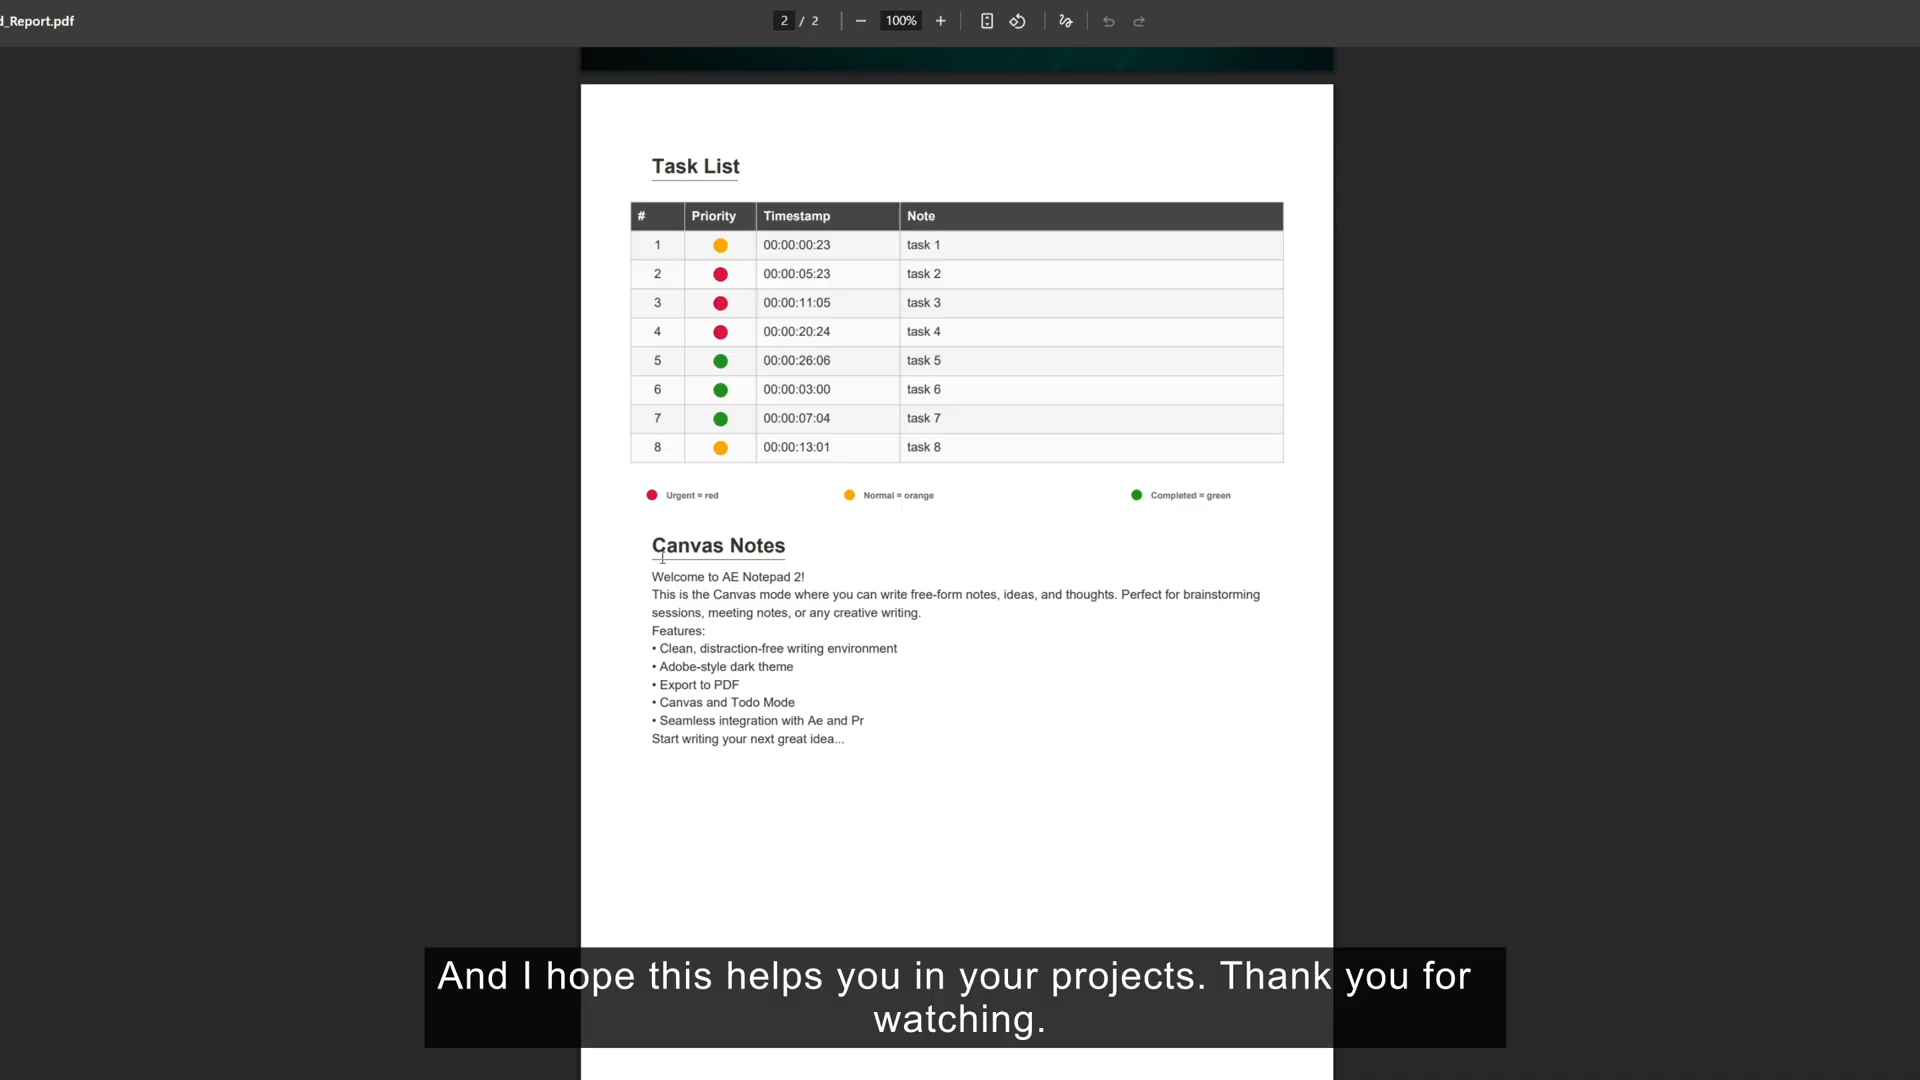 d_Report.pdf
2 / 2
100%
Task List
# Priority Timestamp Note
1 00:00:00:23 task 1
2 00:00:05:23 task 2
3 00:00:11:05 task 3
4 00:00:20:24 task 4
5 00:00:26:06 task 5
6 00:00:03:00 task 6
7 00:00:07:04 task 7
8 00:00:13:01 task 8
Urgent = red Normal = orange Completed = green
Canvas Notes
Welcome to AE Notepad 2!
This is the Canvas mode where you can write free-form notes, ideas, and thoughts. Perfect for brainstorming
sessions, meeting notes, or any creative writing.
Features:
• Clean, distraction-free writing environment
• Adobe-style dark theme
• Export to PDF
• Canvas and Todo Mode
• Seamless integration with Ae and Pr
Start writing your next great idea...
And I hope this helps you in your projects. Thank you for
watching.